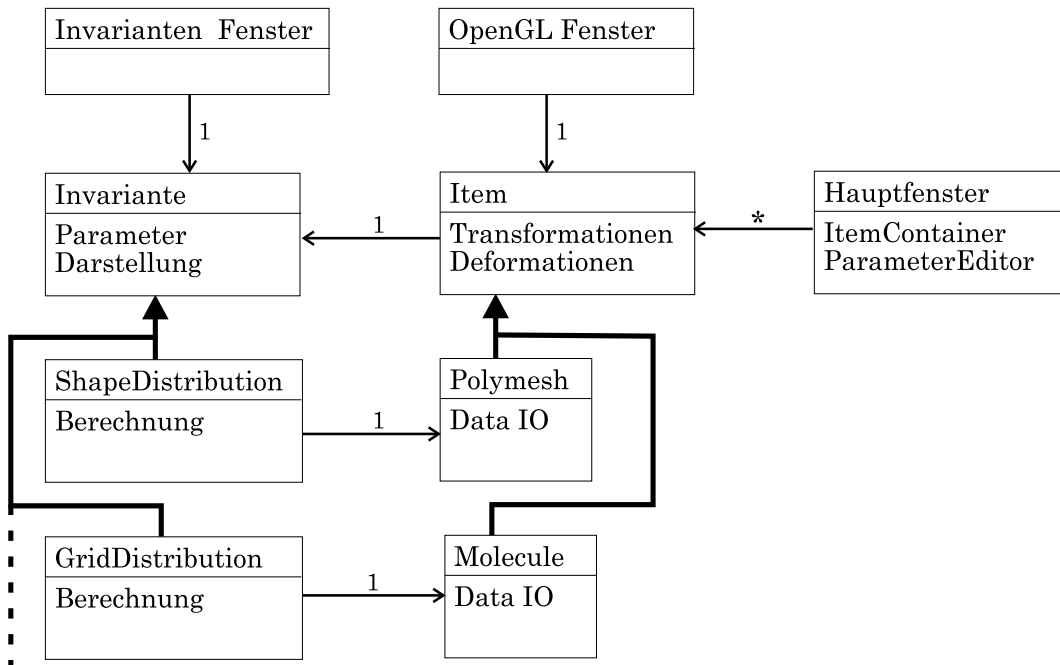 Invarianten Fenster
OpenGL Fenster
1
1
Invariante
Parameter
Darstellung
1
Item
Transformationen
Deformationen
*
Hauptfenster
ItemContainer
ParameterEditor
ShapeDistribution
Berechnung
1
Polymesh
Data IO
GridDistribution
Berechnung
1
Molecule
Data IO